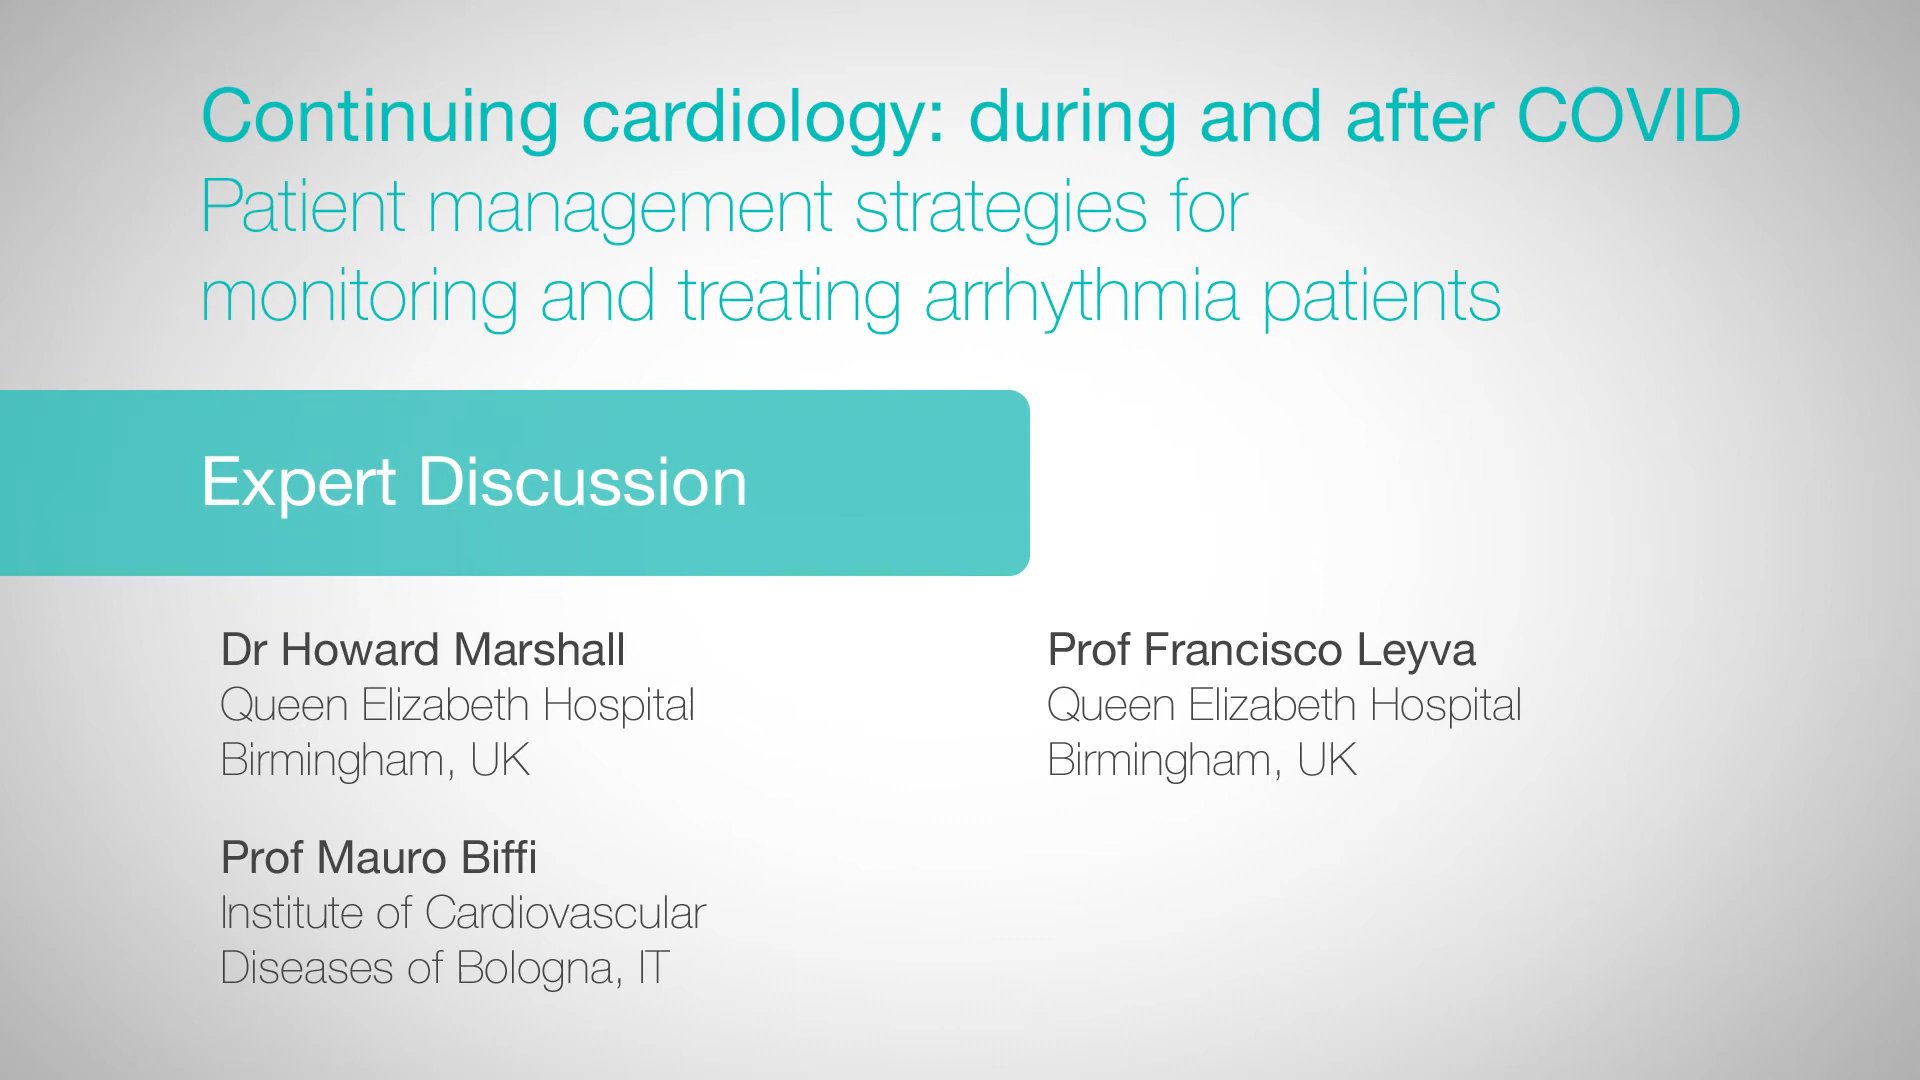 Continuing cardiology: during and after COVID
Patient management strategies for
monitoring and treating arrhythmia patients
Expert Discussion
Dr Howard Marshall
Queen Elizabeth Hospital
Birmingham, UK
Prof Francisco Leyva
Queen Elizabeth Hospital
Birmingham, UK
Prof Mauro Biffi
Institute of Cardiovascular
Diseases of Bologna, IT